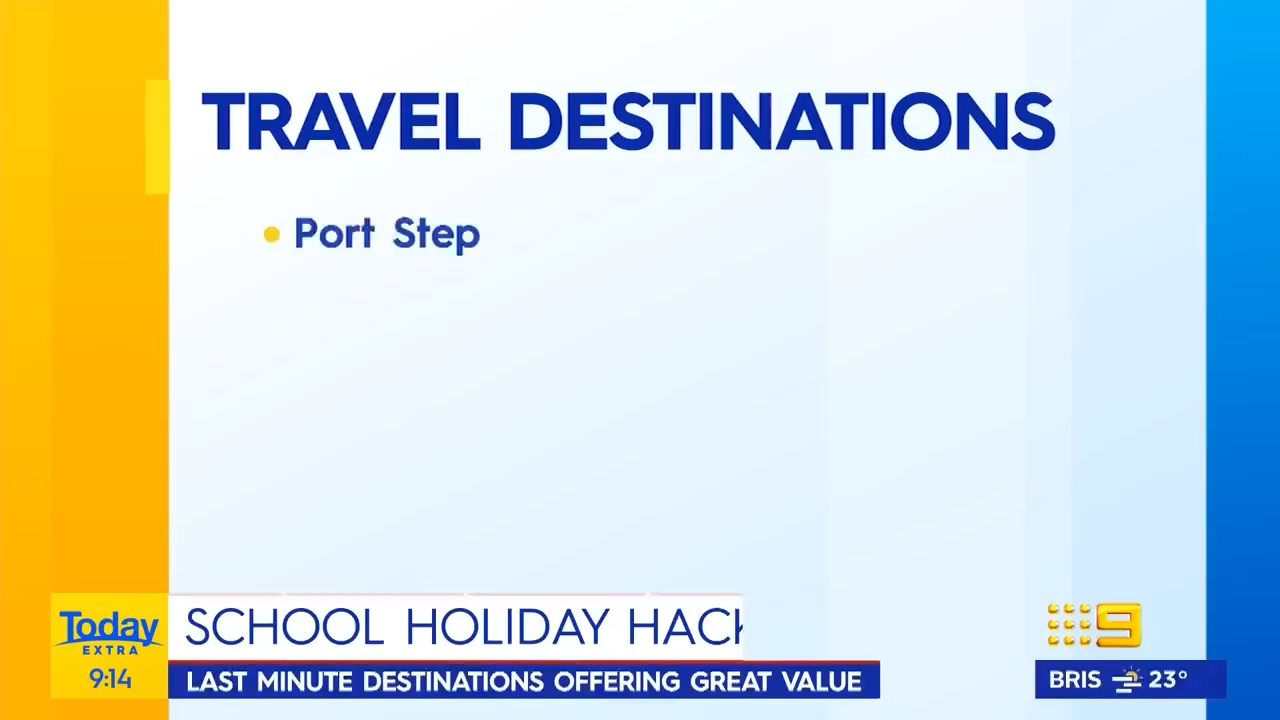 TRAVEL DESTINATIONS
• Port Step
Today
EXTRA
9:14
SCHOOL HOLIDAY HACK
LAST MINUTE DESTINATIONS OFFERING GREAT VALUE
9
BRIS 23°